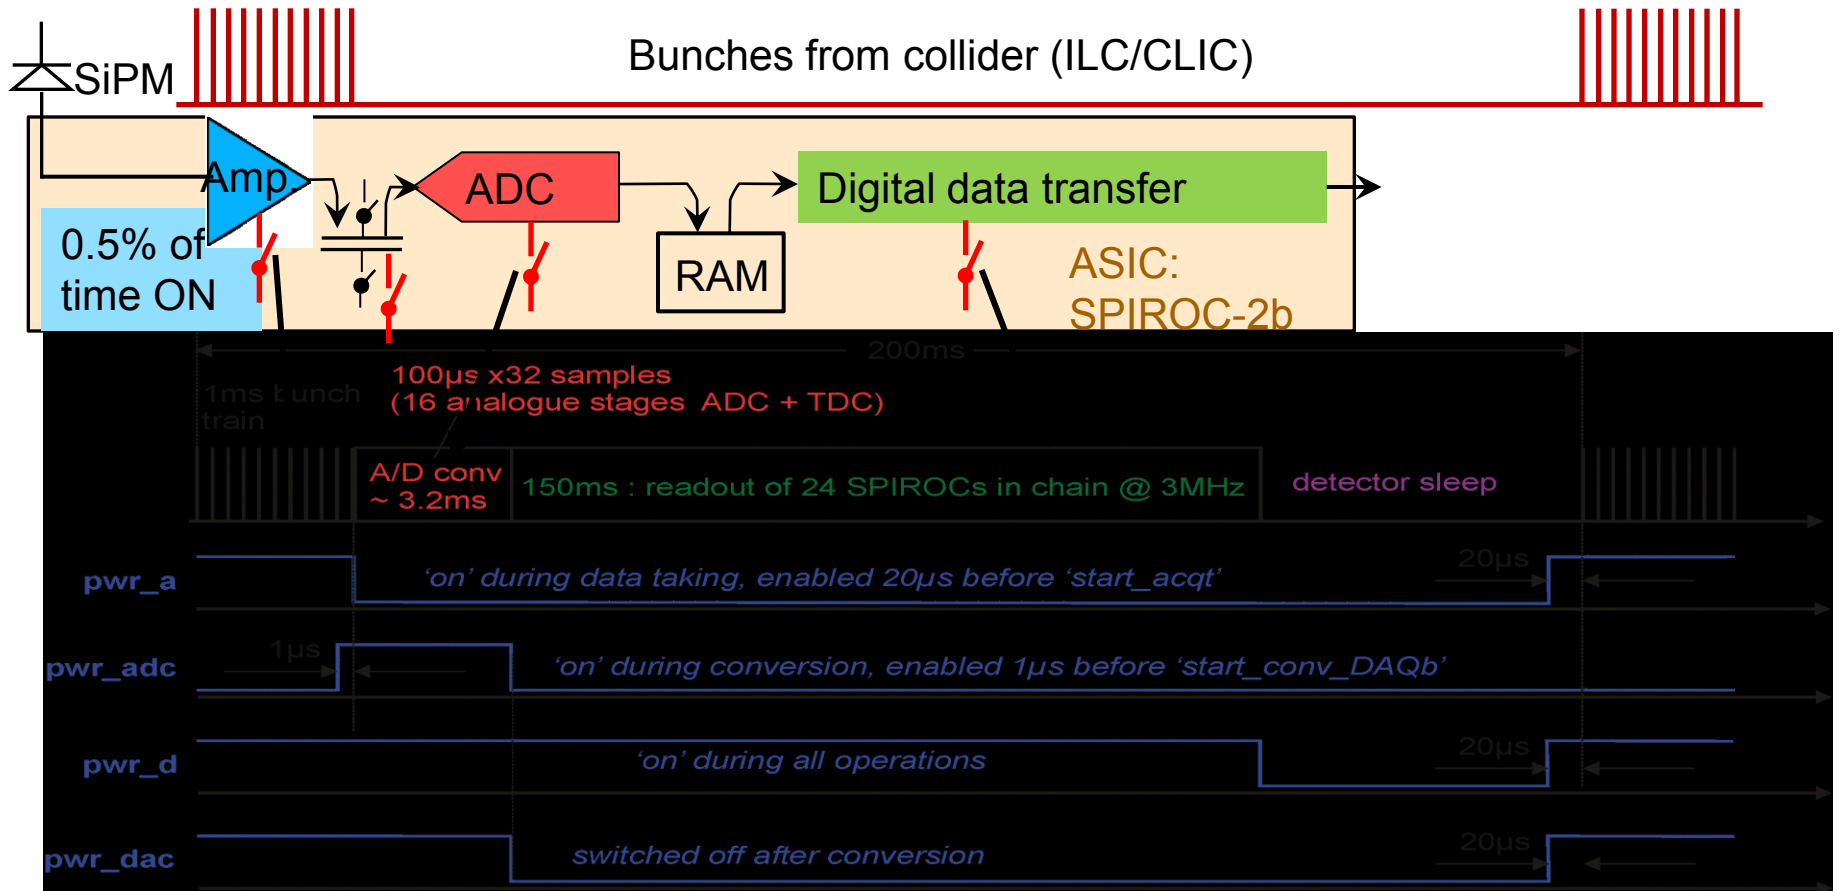 Bunches from collider (ILC/CLIC)
SiPM
Amp.
ADC
Digital data transfer
0.5% of
time ON
RAM
ASIC:
SPIROC-2b
200ms
100µs x32 samples
(16 analogue stages ADC + TDC)
1ms bunch
train
A/D conv
~ 3.2ms
150ms : readout of 24 SPIROCs in chain @ 3MHz
detector sleep
pwr_a
'on' during data taking, enabled 20µs before 'start_acqt'
20µs
pwr_adc
1µs
'on' during conversion, enabled 1µs before 'start_conv_DAQb'
pwr_d
'on' during all operations
20µs
pwr_dac
switched off after conversion
20µs